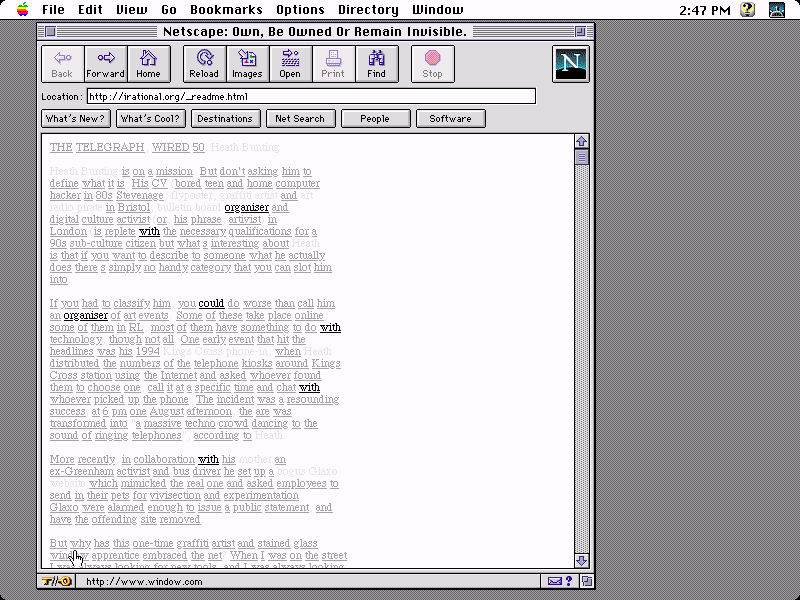 File Edit View Go Bookmarks Options Directory Window 2:47 PM
Netscape: Own, Be Owned Or Remain Invisible.
Back Forward Home Reload Images Open Print Find Stop
N
Location: http://irational.org/_readme.html
What's New? What's Cool? Destinations Net Search People Software
THE TELEGRAPH, WIRED 50: Heath Bunting
Heath Bunting is on a mission. But don't asking him to
define what it is. His CV (bored teen and home computer
hacker in 80s Stevenage, flyposter, graffiti artist and art
radio pirate in Bristol, bulletin board organiser and
digital culture activist (or, his phrase, artivist) in
London) is replete with the necessary qualifications for a
90s sub-culture citizen but what s interesting about Heath
is that if you want to describe to someone what he actually
does there s simply no handy category that you can slot him
into.
If you had to classify him, you could do worse than call him
an organiser of art events. Some of these take place online,
some of them in RL, most of them have something to do with
technology, though not all. One early event that hit the
headlines was his 1994 Kings Cross phone-in, when Heath
distributed the numbers of the telephone kiosks around Kings
Cross station using the Internet and asked whoever found
them to choose one, call it at a specific time and chat with
whoever picked up the phone. The incident was a resounding
success, at 6 pm one August afternoon, the are was
transformed into "a massive techno crowd dancing to the
sound of ringing telephones", according to Heath.
More recently, in collaboration with his mother an
ex-Greenham activist and bus driver he set up a bogus Glaxo
website which mimicked the real one and asked employees to
send in their pets for vivisection and experimentation.
Glaxo were alarmed enough to issue a public statement, and
have the offending site removed.
But why has this one-time graffiti artist and stained glass
window apprentice embraced the net? "When I was on the street
I was always looking for new tools, and I was always looking
http://www.window.com